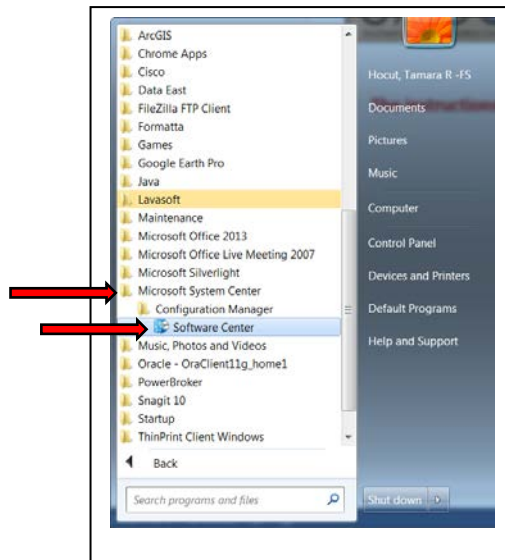 ArcGIS
Chrome Apps
Cisco
Data East
FileZilla FTP Client
Formatta
Games
Google Earth Pro
Java
Lavasoft
Maintenance
Microsoft Office 2013
Microsoft Office Live Meeting 2007
Microsoft Silverlight
Microsoft System Center
Configuration Manager
Software Center
Music, Photos and Videos
Oracle - OraClient11g_home1
PowerBroker
Snagit 10
Startup
ThinPrint Client Windows
Back
Search programs and files
Hocut, Tamara R -FS
Documents
Pictures
Music
Computer
Control Panel
Devices and Printers
Default Programs
Help and Support
Shut down